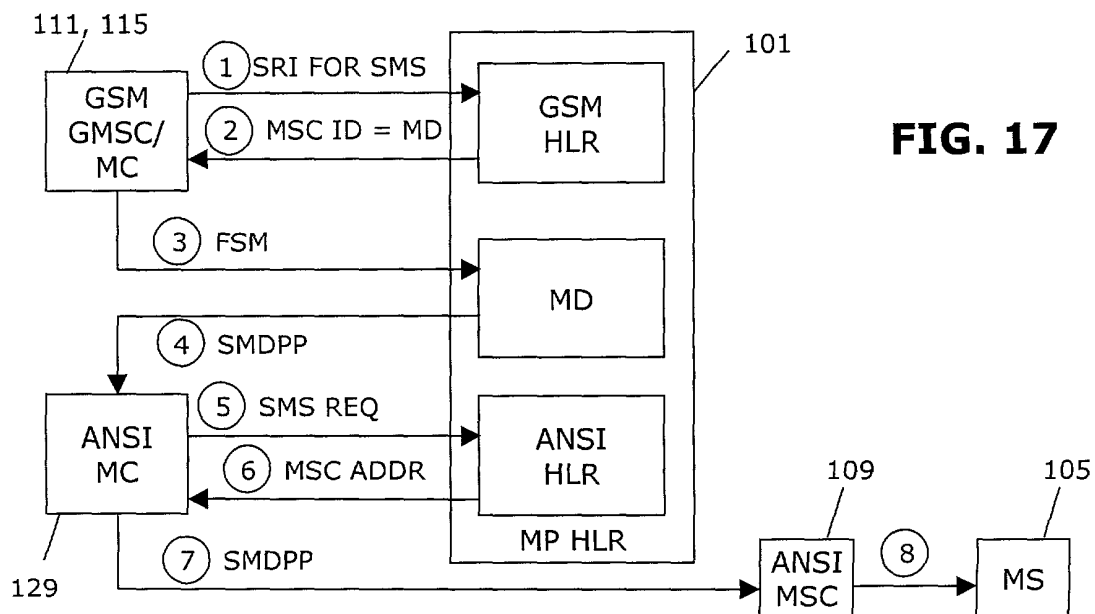 111, 115
101
1 SRI FOR SMS
GSM
GMSC/
MC
GSM
HLR
FIG. 17
2 MSC ID = MD
3 FSM
MD
4 SMDPP
5 SMS REQ
ANSI
MC
ANSI
HLR
6 MSC ADDR
109
105
MP HLR
7 SMDPP
8
129
ANSI
MSC
MS